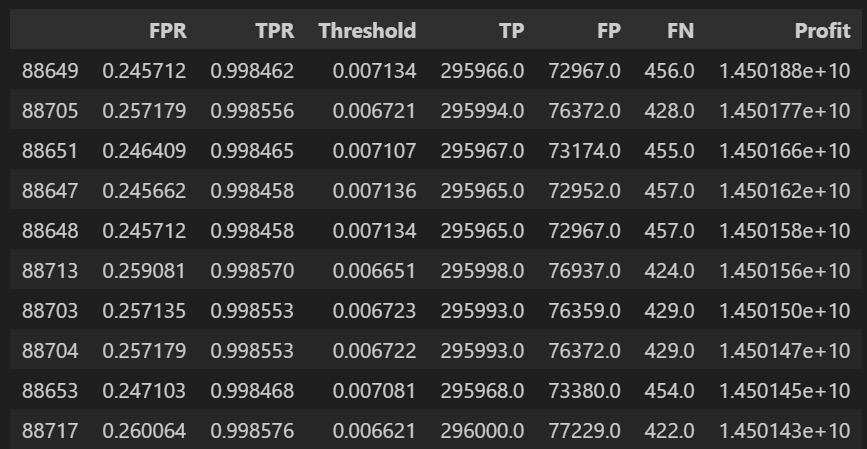 FPR TPR Threshold TP FP FN Profit
88649 0.245712 0.998462 0.007134 295966.0 72967.0 456.0 1.450188e+10
88705 0.257179 0.998556 0.006721 295994.0 76372.0 428.0 1.450177e+10
88651 0.246409 0.998465 0.007107 295967.0 73174.0 455.0 1.450166e+10
88647 0.245662 0.998458 0.007136 295965.0 72952.0 457.0 1.450162e+10
88648 0.245712 0.998458 0.007134 295965.0 72967.0 457.0 1.450158e+10
88713 0.259081 0.998570 0.006651 295998.0 76937.0 424.0 1.450156e+10
88703 0.257135 0.998553 0.006723 295993.0 76359.0 429.0 1.450150e+10
88704 0.257179 0.998553 0.006722 295993.0 76372.0 429.0 1.450147e+10
88653 0.247103 0.998468 0.007081 295968.0 73380.0 454.0 1.450145e+10
88717 0.260064 0.998576 0.006621 296000.0 77229.0 422.0 1.450143e+10